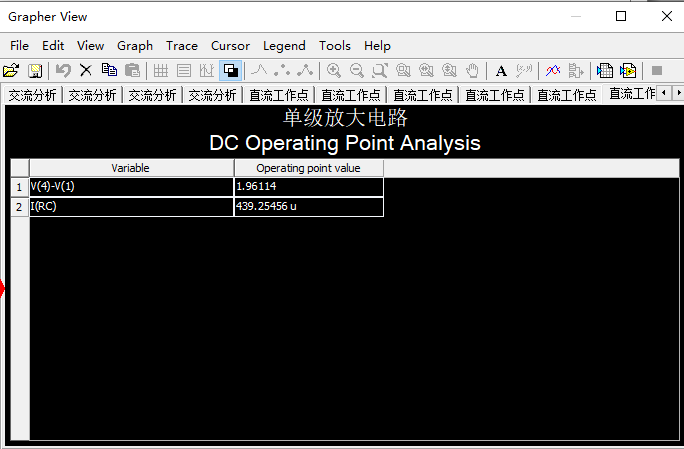 Grapher View
File Edit View Graph Trace Cursor Legend Tools Help
A
交流分析 交流分析 交流分析 交流分析 直流工作点 直流工作点 直流工作点 直流工作点 直流工作点 直流工作
单级放大电路
DC Operating Point Analysis
Variable Operating point value
1 V(4)-V(1) 1.96114
2 I(RC) 439.25456 u